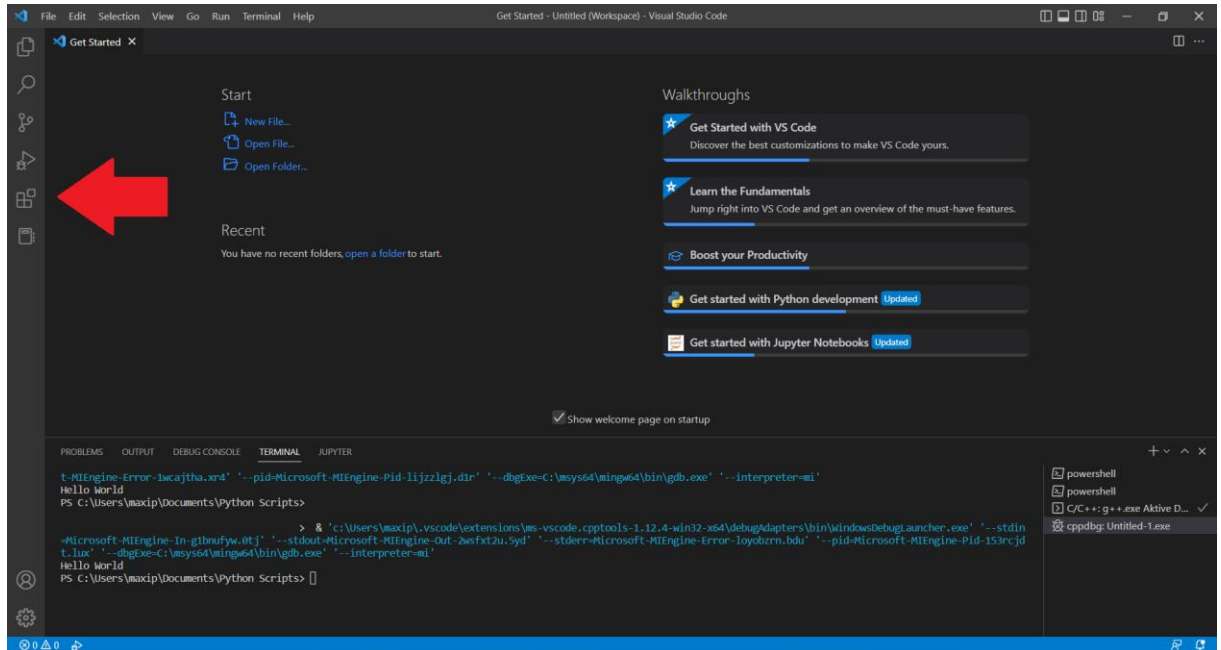 File Edit Selection View Go Run Terminal Help
Get Started - Untitled (Workspace) - Visual Studio Code
Get Started
Start
New File...
Open File...
Open Folder...
Recent
You have no recent folders, open a folder to start.
Walkthroughs
Get Started with VS Code
Discover the best customizations to make VS Code yours.
Learn the Fundamentals
Jump right into VS Code and get an overview of the must-have features.
Boost your Productivity
Get started with Python development Updated
Get started with Jupyter Notebooks Updated
Show welcome page on startup
PROBLEMS OUTPUT DEBUG CONSOLE TERMINAL JUPYTER
t-MIEngine-Error-1wcajtha.xr4' '--pid=Microsoft-MIEngine-Pid-lijzzlgj.d1r' '--dbgExe=C:\msys64\mingw64\bin\gdb.exe' '--interpreter=mi'
Hello World
PS C:\Users\maxip\Documents\Python Scripts>
> & 'c:\Users\maxip\.vscode\extensions\ms-vscode.cpptools-1.12.4-win32-x64\debugAdapters\bin\WindowsDebugLauncher.exe' '--stdin
=Microsoft-MIEngine-In-g1bnufyw.0tj' '--stdout=Microsoft-MIEngine-Out-2wsfxt2u.5yd' '--stderr=Microsoft-MIEngine-Error-loyobzrn.bdu' '--pid=Microsoft-MIEngine-Pid-153rcjd
t.lux' '--dbgExe=C:\msys64\mingw64\bin\gdb.exe' '--interpreter=mi'
Hello World
PS C:\Users\maxip\Documents\Python Scripts>
powershell
powershell
C/C++: g++.exe Aktive D...
cppdbg: Untitled-1.exe
0 0